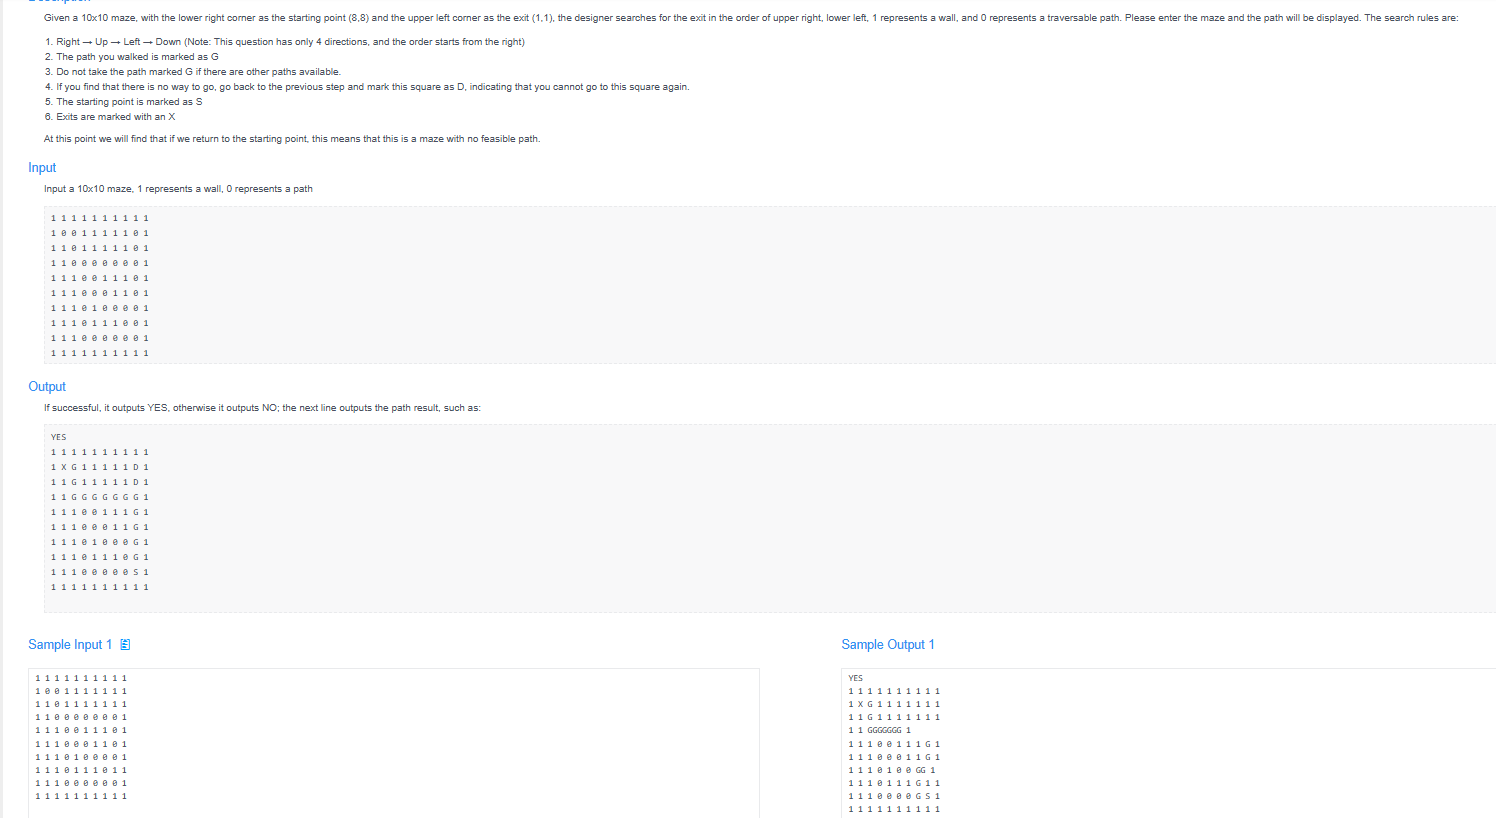 Given a 10x10 maze, with the lower right corner as the starting point (8,8) and the upper left corner as the exit (1,1), the designer searches for the exit in the order of upper right, lower left, 1 represents a wall, and 0 represents a traversable path. Please enter the maze and the path will be displayed. The search rules are:
1. Right → Up → Left → Down (Note: This question has only 4 directions, and the order starts from the right)
2. The path you walked is marked as G
3. Do not take the path marked G if there are other paths available.
4. If you find that there is no way to go, go back to the previous step and mark this square as D, indicating that you cannot go to this square again.
5. The starting point is marked as S
6. Exits are marked with an X
At this point we will find that if we return to the starting point, this means that this is a maze with no feasible path.
Input
Input a 10x10 maze, 1 represents a wall, 0 represents a path
1 1 1 1 1 1 1 1 1 1
1 0 0 1 1 1 1 1 0 1
1 1 0 1 1 1 1 1 0 1
1 1 0 0 0 0 0 0 0 1
1 1 1 0 0 1 1 1 0 1
1 1 1 0 0 0 1 1 0 1
1 1 1 0 1 0 0 0 0 1
1 1 1 0 1 1 1 0 0 1
1 1 1 0 0 0 0 0 0 1
1 1 1 1 1 1 1 1 1 1
Output
If successful, it outputs YES, otherwise it outputs NO; the next line outputs the path result, such as:
YES
1 1 1 1 1 1 1 1 1 1
1 X G 1 1 1 1 1 D 1
1 1 G 1 1 1 1 1 D 1
1 1 G G G G G G G 1
1 1 1 0 0 1 1 1 G 1
1 1 1 0 0 0 1 1 G 1
1 1 1 0 1 0 0 0 G 1
1 1 1 0 1 1 1 0 G 1
1 1 1 0 0 0 0 0 S 1
1 1 1 1 1 1 1 1 1 1
Sample Input 1
1 1 1 1 1 1 1 1 1 1
1 0 0 1 1 1 1 1 1 1
1 1 0 1 1 1 1 1 1 1
1 1 0 0 0 0 0 0 0 1
1 1 1 0 0 1 1 1 0 1
1 1 1 0 0 0 1 1 0 1
1 1 1 0 1 0 0 0 0 1
1 1 1 0 1 1 1 0 1 1
1 1 1 0 0 0 0 0 0 1
1 1 1 1 1 1 1 1 1 1
Sample Output 1
YES
1 1 1 1 1 1 1 1 1 1
1 X G 1 1 1 1 1 1 1
1 1 G 1 1 1 1 1 1 1
1 1 GGGGGGG 1
1 1 1 0 0 1 1 1 G 1
1 1 1 0 0 0 1 1 G 1
1 1 1 0 1 0 0 GG 1
1 1 1 0 1 1 1 G 1 1
1 1 1 0 0 0 0 G S 1
1 1 1 1 1 1 1 1 1 1